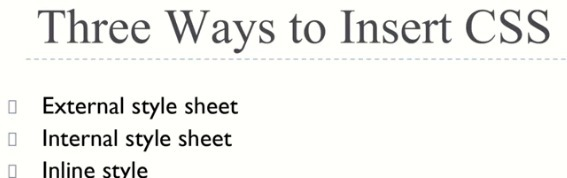 Three Ways to Insert CSS
External style sheet
Internal style sheet
Inline style